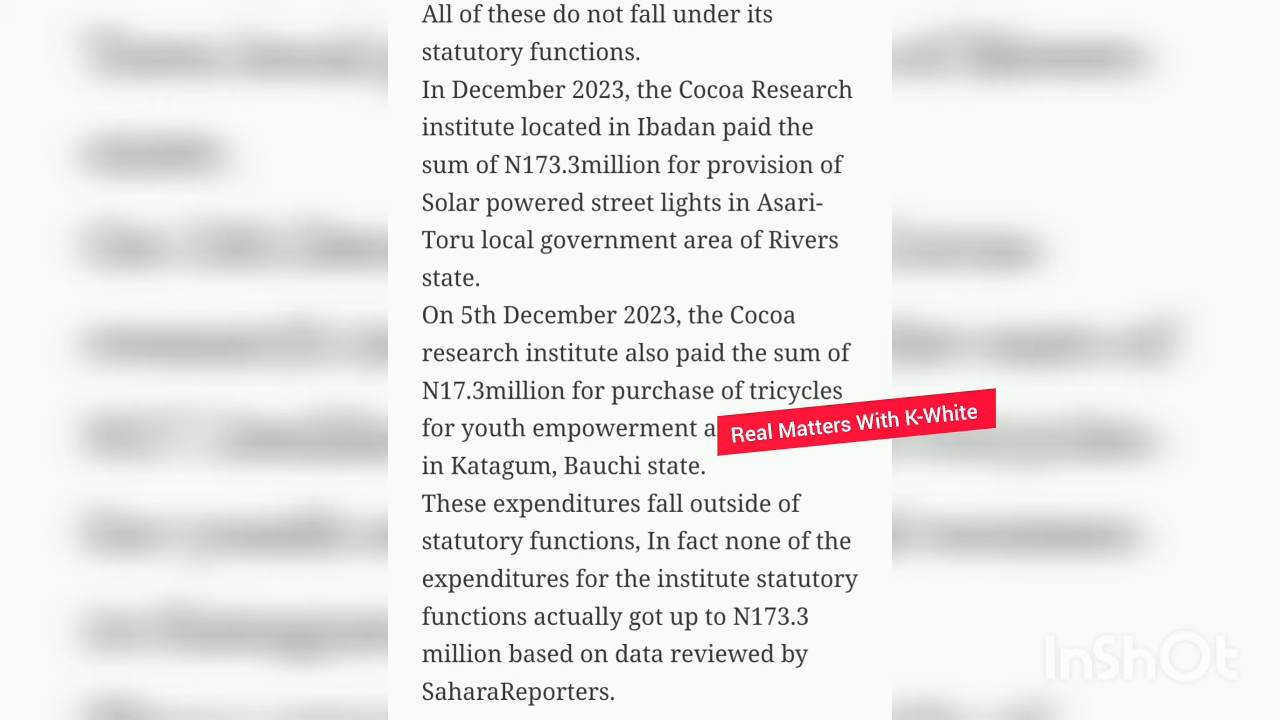 All of these do not fall under its
statutory functions.
In December 2023, the Cocoa Research
institute located in Ibadan paid the
sum of N173.3million for provision of
Solar powered street lights in Asari-
Toru local government area of Rivers
state.
On 5th December 2023, the Cocoa
research institute also paid the sum of
N17.3million for purchase of tricycles
for youth empowerment
Real Matters With K-White
in Katagum, Bauchi state.
These expenditures fall outside of
statutory functions, In fact none of the
expenditures for the institute statutory
functions actually got up to N173.3
million based on data reviewed by
SaharaReporters.
InShOt